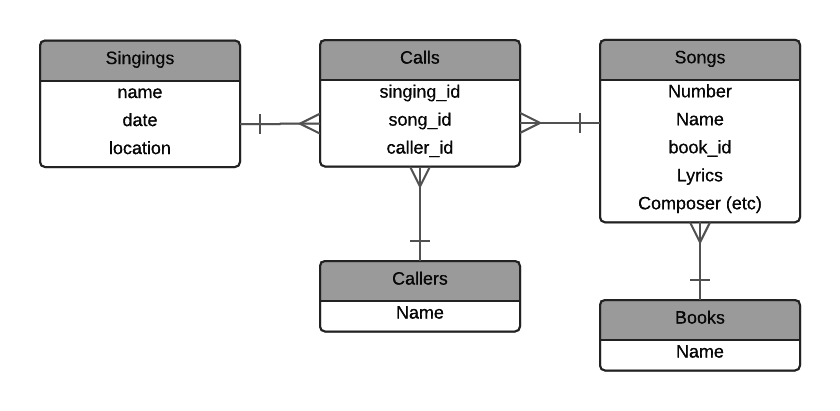 Singings
name
date
location
Calls
singing_id
song_id
caller_id
Songs
Number
Name
book_id
Lyrics
Composer (etc)
Callers
Name
Books
Name